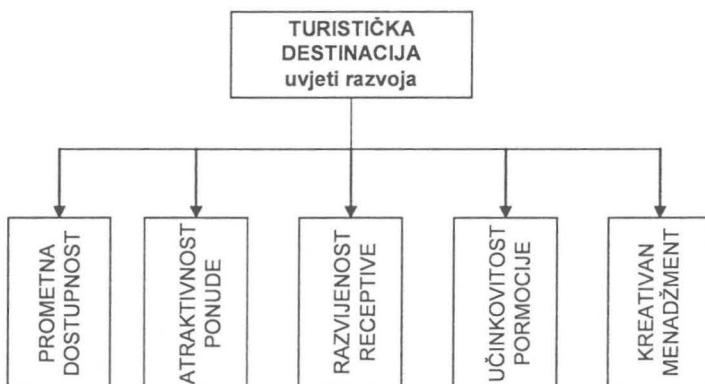 TURISTIČKA
DESTINACIJA
uvjeti razvoja
PROMETNA
DOSTUPNOST
ATRAKTIVNOST
PONUDE
RAZVIJENOST
RECEPTIVE
UČINKOVITOST
PORMOCIJE
KREATIVAN
MENADŽMENT